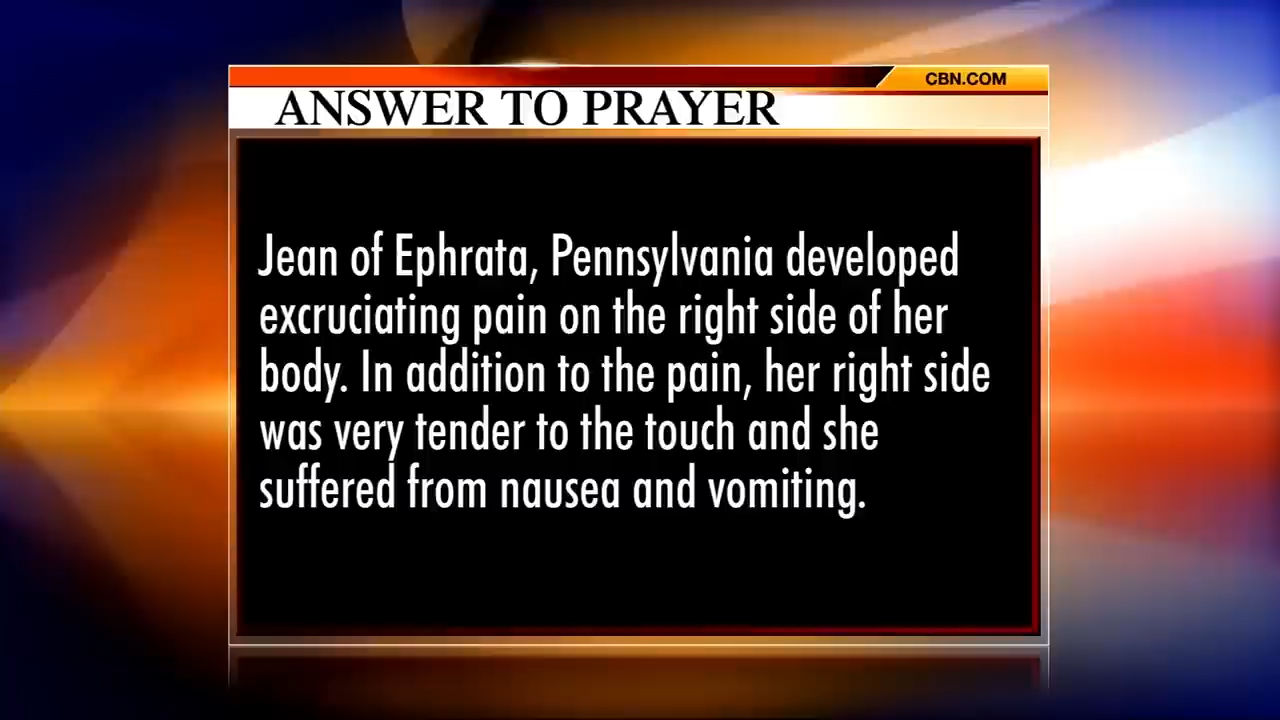 CBN.COM
ANSWER TO PRAYER
Jean of Ephrata, Pennsylvania developed
excruciating pain on the right side of her
body. In addition to the pain, her right side
was very tender to the touch and she
suffered from nausea and vomiting.